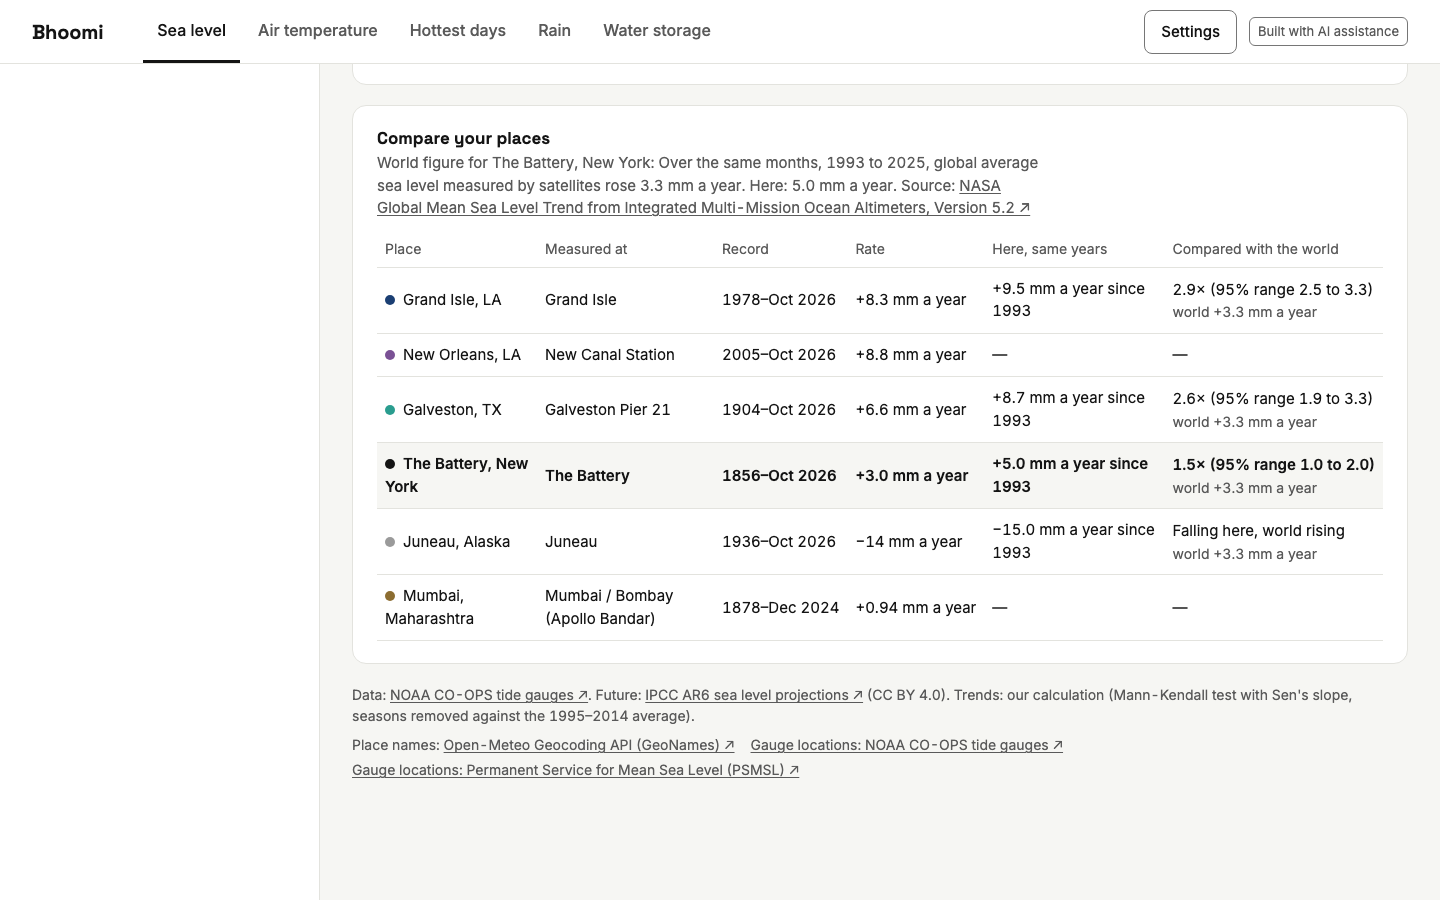 Bhoomi
Sea level
Air temperature
Hottest days
Rain
Water storage
Settings
Built with AI assistance
Compare your places
World figure for The Battery, New York: Over the same months, 1993 to 2025, global average
sea level measured by satellites rose 3.3 mm a year. Here: 5.0 mm a year. Source: NASA
Global Mean Sea Level Trend from Integrated Multi-Mission Ocean Altimeters, Version 5.2 ↗
Place Measured at Record Rate Here, same years Compared with the world
Grand Isle, LA Grand Isle 1978–Oct 2026 +8.3 mm a year +9.5 mm a year since 2.9× (95% range 2.5 to 3.3)
1993 world +3.3 mm a year
New Orleans, LA New Canal Station 2005–Oct 2026 +8.8 mm a year — —
Galveston, TX Galveston Pier 21 1904–Oct 2026 +6.6 mm a year +8.7 mm a year since 2.6× (95% range 1.9 to 3.3)
1993 world +3.3 mm a year
The Battery, New The Battery 1856–Oct 2026 +3.0 mm a year +5.0 mm a year since 1.5× (95% range 1.0 to 2.0)
York 1993 world +3.3 mm a year
Juneau, Alaska Juneau 1936–Oct 2026 −14 mm a year −15.0 mm a year since Falling here, world rising
1993 world +3.3 mm a year
Mumbai, Mumbai / Bombay 1878–Dec 2024 +0.94 mm a year — —
Maharashtra (Apollo Bandar)
Data: NOAA CO-OPS tide gauges ↗. Future: IPCC AR6 sea level projections ↗ (CC BY 4.0). Trends: our calculation (Mann-Kendall test with Sen's slope,
seasons removed against the 1995–2014 average).
Place names: Open-Meteo Geocoding API (GeoNames) ↗ Gauge locations: NOAA CO-OPS tide gauges ↗
Gauge locations: Permanent Service for Mean Sea Level (PSMSL) ↗